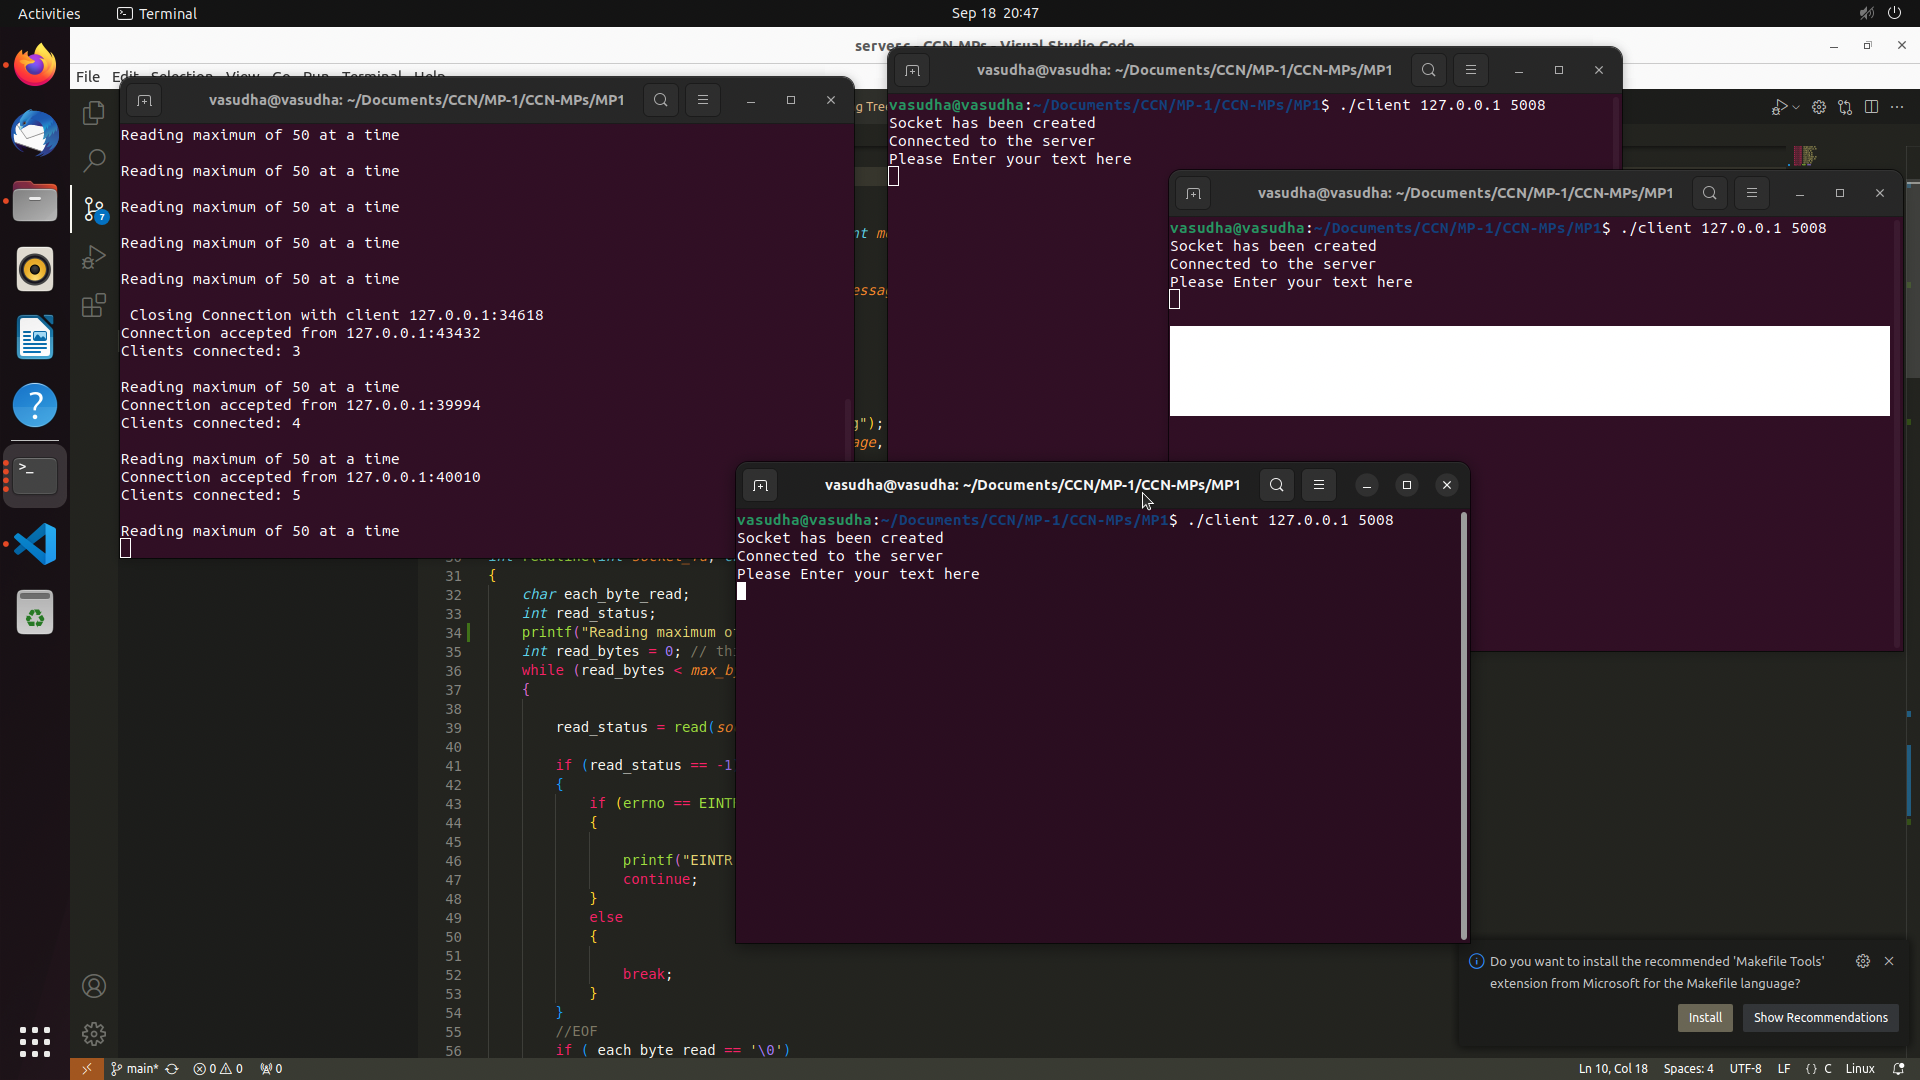 Activities
Terminal
Sep 18 20:47
server.c - CCN-MPs - Visual Studio Code
File Edit Selection View Go Run Terminal Help
vasudha@vasudha: ~/Documents/CCN/MP-1/CCN-MPs/MP1
Reading maximum of 50 at a time
Reading maximum of 50 at a time
Reading maximum of 50 at a time
Reading maximum of 50 at a time
Reading maximum of 50 at a time
Closing Connection with client 127.0.0.1:34618
Connection accepted from 127.0.0.1:43432
Clients connected: 3
Reading maximum of 50 at a time
Connection accepted from 127.0.0.1:39994
Clients connected: 4
Reading maximum of 50 at a time
Connection accepted from 127.0.0.1:40010
Clients connected: 5
Reading maximum of 50 at a time
vasudha@vasudha: ~/Documents/CCN/MP-1/CCN-MPs/MP1
vasudha@vasudha:~/Documents/CCN/MP-1/CCN-MPs/MP1$ ./client 127.0.0.1 5008
Socket has been created
Connected to the server
Please Enter your text here
vasudha@vasudha: ~/Documents/CCN/MP-1/CCN-MPs/MP1
vasudha@vasudha:~/Documents/CCN/MP-1/CCN-MPs/MP1$ ./client 127.0.0.1 5008
Socket has been created
Connected to the server
Please Enter your text here
vasudha@vasudha: ~/Documents/CCN/MP-1/CCN-MPs/MP1
vasudha@vasudha:~/Documents/CCN/MP-1/CCN-MPs/MP1$ ./client 127.0.0.1 5008
Socket has been created
Connected to the server
Please Enter your text here
g Tree
7
31 {
32 char each_byte_read;
33 int read_status;
34 printf("Reading maximum o
35 int read_bytes = 0; // th
36 while (read_bytes < max_b
37 {
38
39 read_status = read(so
40
41 if (read_status == -1
42 {
43 if (errno == EINT
44 {
45
46 printf("EINTR
47 continue;
48 }
49 else
50 {
51
52 break;
53 }
54 }
55 //EOF
56 if ( each_byte_read == '\0')
Do you want to install the recommended 'Makefile Tools'
extension from Microsoft for the Makefile language?
Install
Show Recommendations
main* 0 0 0
Ln 10, Col 18 Spaces: 4 UTF-8 LF {} C Linux